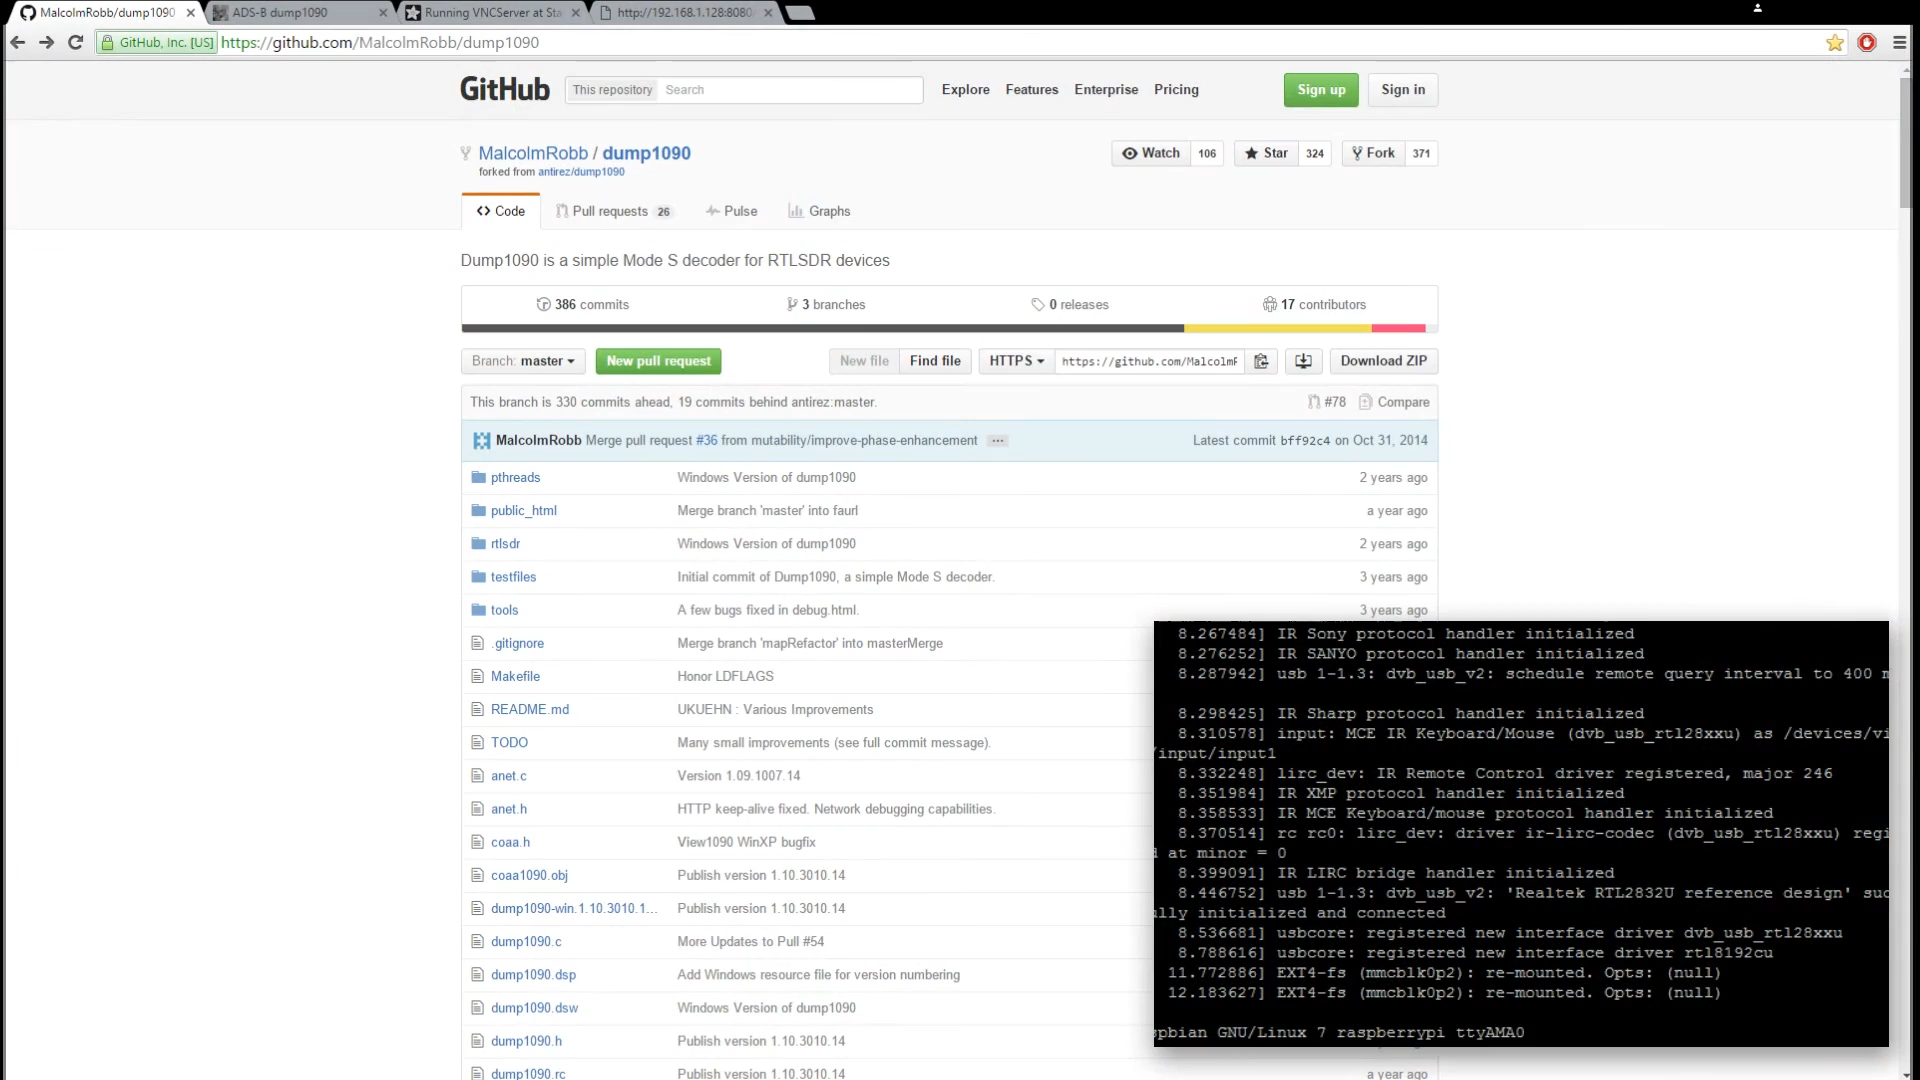 MalcolmRobb/dump1090
ADS-B dump1090
Running VNCServer at Sta
http://192.168.1.128:8080
GitHub, Inc. [US] https://github.com/MalcolmRobb/dump1090
GitHub This repository Search Explore Features Enterprise Pricing Sign up Sign in
MalcolmRobb / dump1090 Watch 106 Star 324 Fork 371
forked from antirez/dump1090
Code Pull requests 26 Pulse Graphs
Dump1090 is a simple Mode S decoder for RTLSDR devices
386 commits 3 branches 0 releases 17 contributors
Branch: master New pull request New file Find file HTTPS https://github.com/MalcolmR Download ZIP
This branch is 330 commits ahead, 19 commits behind antirez:master. #78 Compare
MalcolmRobb Merge pull request #36 from mutability/improve-phase-enhancement ... Latest commit bff92c4 on Oct 31, 2014
pthreads Windows Version of dump1090 2 years ago
public_html Merge branch 'master' into faurl a year ago
rtlsdr Windows Version of dump1090 2 years ago
testfiles Initial commit of Dump1090, a simple Mode S decoder. 3 years ago
tools A few bugs fixed in debug.html. 3 years ago
.gitignore Merge branch 'mapRefactor' into masterMerge
Makefile Honor LDFLAGS
README.md UKUEHN : Various Improvements
TODO Many small improvements (see full commit message).
anet.c Version 1.09.1007.14
anet.h HTTP keep-alive fixed. Network debugging capabilities.
coaa.h View1090 WinXP bugfix
coaa1090.obj Publish version 1.10.3010.14
dump1090-win.1.10.3010.1... Publish version 1.10.3010.14
dump1090.c More Updates to Pull #54
dump1090.dsp Add Windows resource file for version numbering
dump1090.dsw Windows Version of dump1090
dump1090.h Publish version 1.10.3010.14
dump1090.rc Publish version 1.10.3010.14 a year ago
8.267484] IR Sony protocol handler initialized
8.276252] IR SANYO protocol handler initialized
8.287942] usb 1-1.3: dvb_usb_v2: schedule remote query interval to 400 m
8.298425] IR Sharp protocol handler initialized
8.310578] input: MCE IR Keyboard/Mouse (dvb_usb_rtl28xxu) as /devices/vi
/input/input1
8.332248] lirc_dev: IR Remote Control driver registered, major 246
8.351984] IR XMP protocol handler initialized
8.358533] IR MCE Keyboard/mouse protocol handler initialized
8.370514] rc rc0: lirc_dev: driver ir-lirc-codec (dvb_usb_rtl28xxu) regi
d at minor = 0
8.399091] IR LIRC bridge handler initialized
8.446752] usb 1-1.3: dvb_usb_v2: 'Realtek RTL2832U reference design' suc
lly initialized and connected
8.536681] usbcore: registered new interface driver dvb_usb_rtl28xxu
8.788616] usbcore: registered new interface driver rtl8192cu
11.772886] EXT4-fs (mmcblk0p2): re-mounted. Opts: (null)
12.183627] EXT4-fs (mmcblk0p2): re-mounted. Opts: (null)
pbian GNU/Linux 7 raspberrypi ttyAMA0